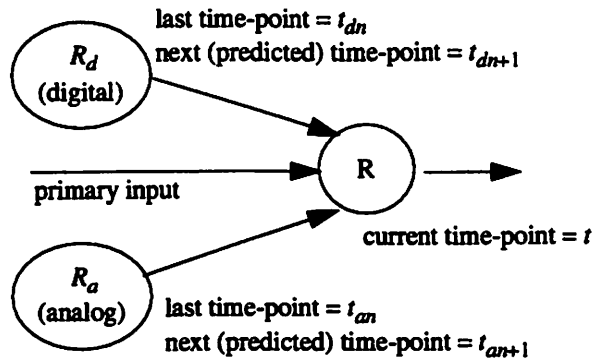 last time-point = t_dn
next (predicted) time-point = t_dn+1
R_d
(digital)
R
primary input
current time-point = t
R_a
(analog)
last time-point = t_an
next (predicted) time-point = t_an+1